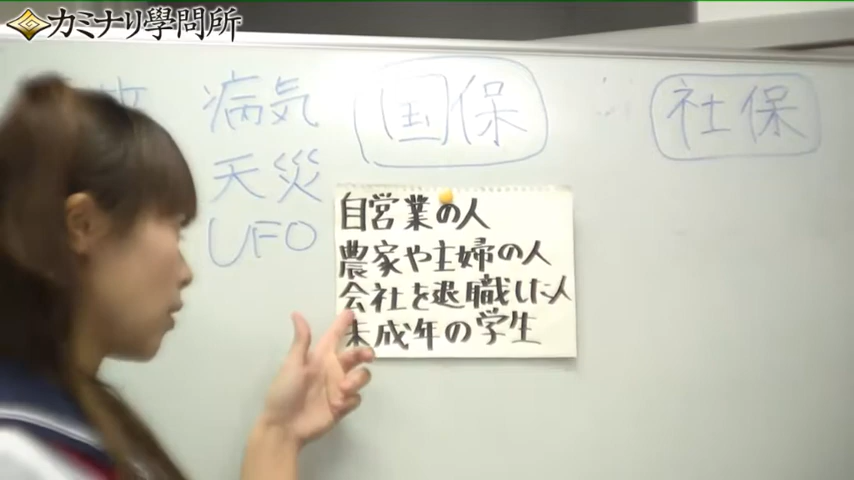 カミナリ學問所
病気
天災
UFO
国保
社保
自営業の人
農家や主婦の人
会社を退職した人
未成年の学生